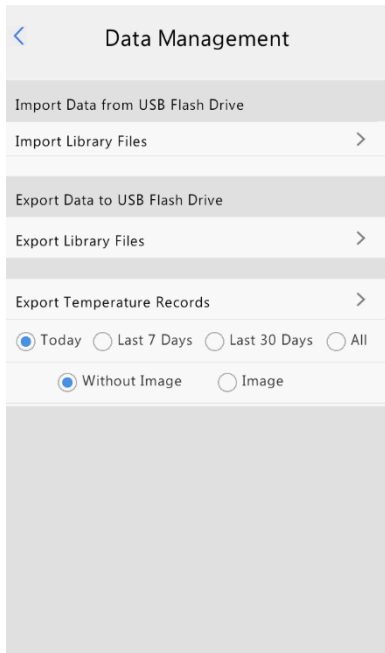 Data Management
Import Data from USB Flash Drive
Import Library Files
Export Data to USB Flash Drive
Export Library Files
Export Temperature Records
Today Last 7 Days Last 30 Days All
Without Image Image